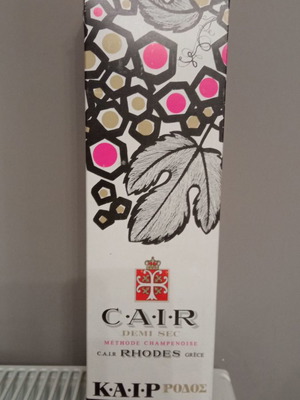 C·A·I·R
DEMI SEC
METHODE CHAMPENOISE
C.A.I.R RHODES GRÈCE
Κ·Α·Ι·Ρ ΡΟΔΟΣ